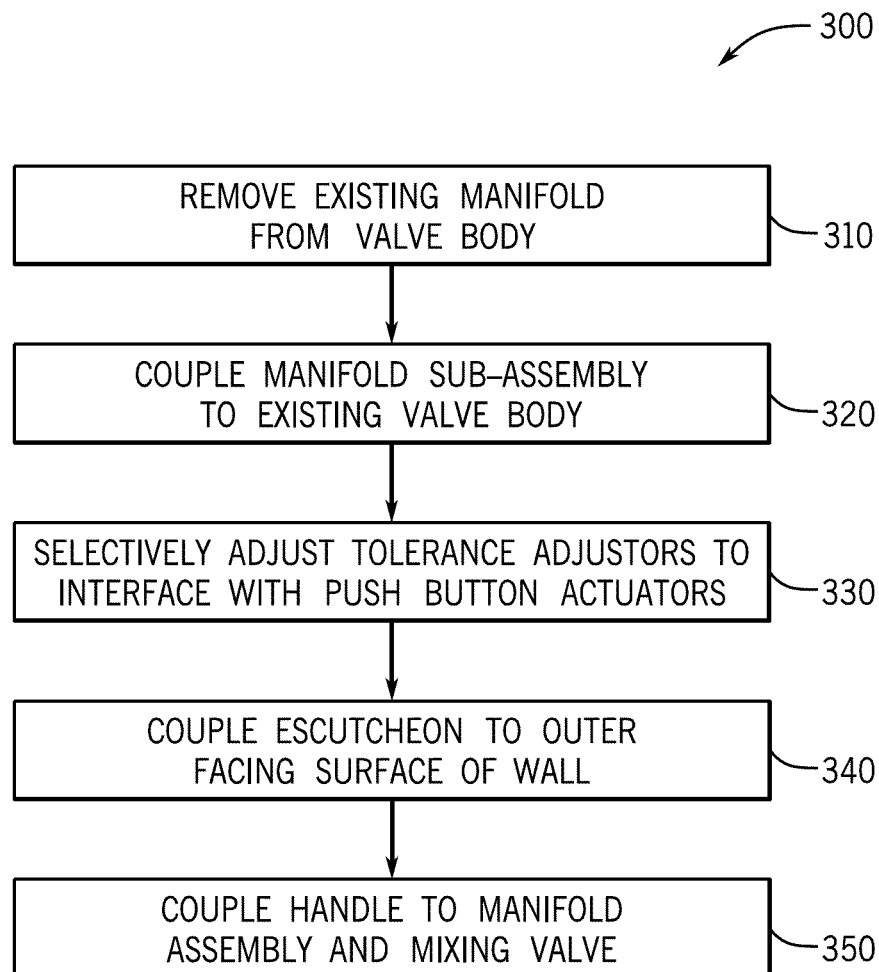 300
REMOVE EXISTING MANIFOLD
FROM VALVE BODY
310
COUPLE MANIFOLD SUB–ASSEMBLY
TO EXISTING VALVE BODY
320
SELECTIVELY ADJUST TOLERANCE ADJUSTORS TO
INTERFACE WITH PUSH BUTTON ACTUATORS
330
COUPLE ESCUTCHEON TO OUTER
FACING SURFACE OF WALL
340
COUPLE HANDLE TO MANIFOLD
ASSEMBLY AND MIXING VALVE
350